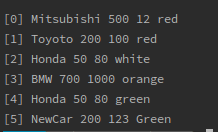 [0] Mitsubishi 500 12 red
[1] Toyoto 200 100 red
[2] Honda 50 80 white
[3] BMW 700 1000 orange
[4] Honda 50 80 green
[5] NewCar 200 123 Green